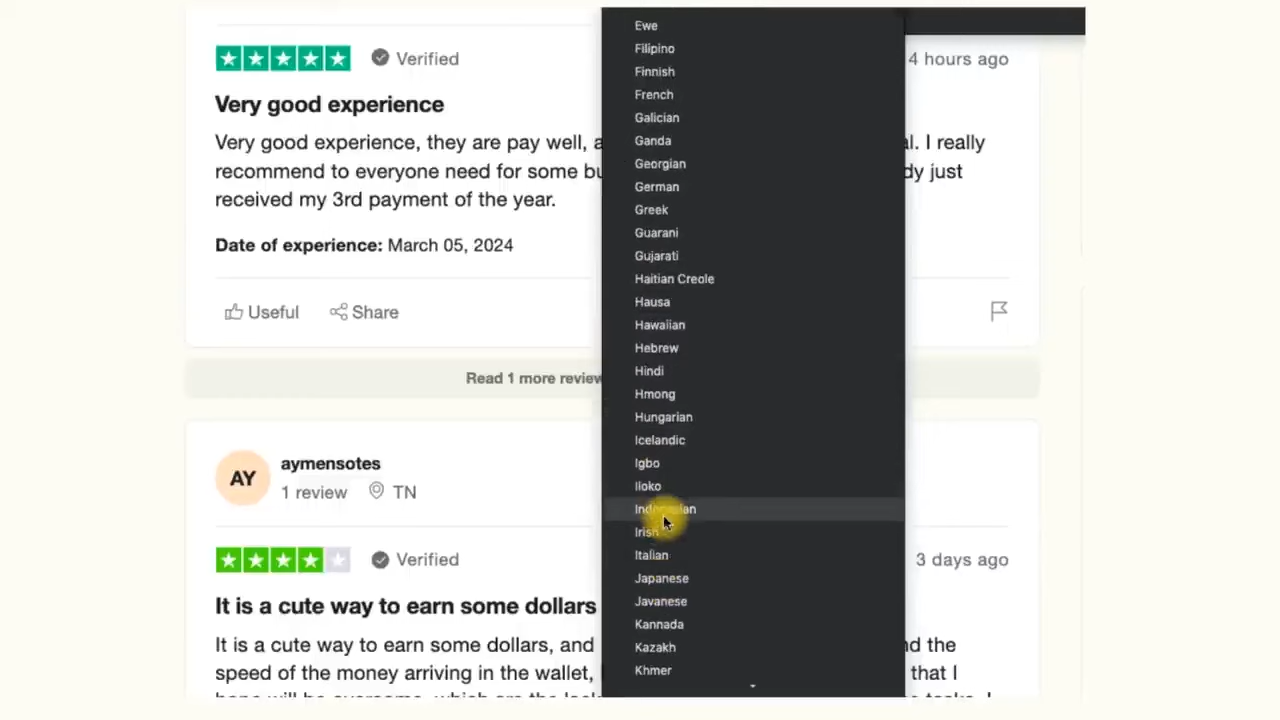 Verified
4 hours ago
Very good experience
Very good experience, they are pay well, a
al. I really
recommend to everyone need for some bu
dy just
received my 3rd payment of the year.
Date of experience: March 05, 2024
Useful
Share
Read 1 more review
AY
aymensotes
1 review
TN
Verified
3 days ago
It is a cute way to earn some dollars
It is a cute way to earn some dollars, and
nd the
speed of the money arriving in the wallet,
that I
Ewe
Filipino
Finnish
French
Galician
Ganda
Georgian
German
Greek
Guarani
Gujarati
Haitian Creole
Hausa
Hawaiian
Hebrew
Hindi
Hmong
Hungarian
Icelandic
Igbo
Iloko
Indonesian
Irish
Italian
Japanese
Javanese
Kannada
Kazakh
Khmer